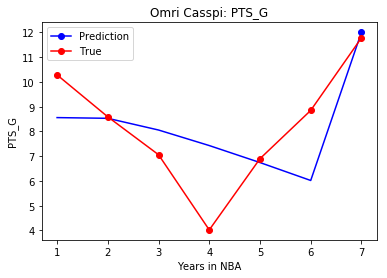 Omri Casspi: PTS_G
Prediction
True
PTS_G
12
11
10
9
8
7
6
5
4
1 2 3 4 5 6 7
Years in NBA